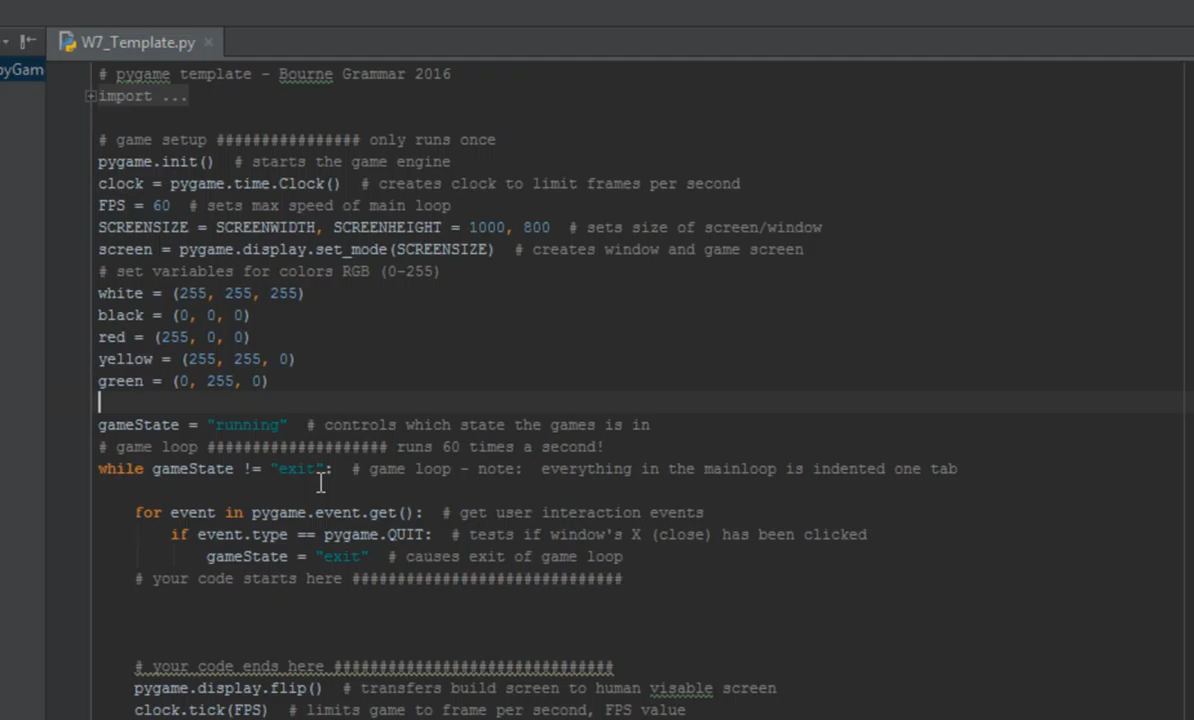 W7_Template.py
pyGam
# pygame template - Bourne Grammar 2016
import ...
# game setup ################ only runs once
pygame.init()  # starts the game engine
clock = pygame.time.Clock()  # creates clock to limit frames per second
FPS = 60  # sets max speed of main loop
SCREENSIZE = SCREENWIDTH, SCREENHEIGHT = 1000, 800  # sets size of screen/window
screen = pygame.display.set_mode(SCREENSIZE)  # creates window and game screen
# set variables for colors RGB (0-255)
white = (255, 255, 255)
black = (0, 0, 0)
red = (255, 0, 0)
yellow = (255, 255, 0)
green = (0, 255, 0)
gameState = "running"  # controls which state the games is in
# game loop #################### runs 60 times a second!
while gameState != "exit":  # game loop - note:  everything in the mainloop is indented one tab
    for event in pygame.event.get():  # get user interaction events
        if event.type == pygame.QUIT:  # tests if window's X (close) has been clicked
            gameState = "exit"  # causes exit of game loop
    # your code starts here ##############################
    # your code ends here ###############################
    pygame.display.flip()  # transfers build screen to human visable screen
    clock.tick(FPS)  # limits game to frame per second, FPS value